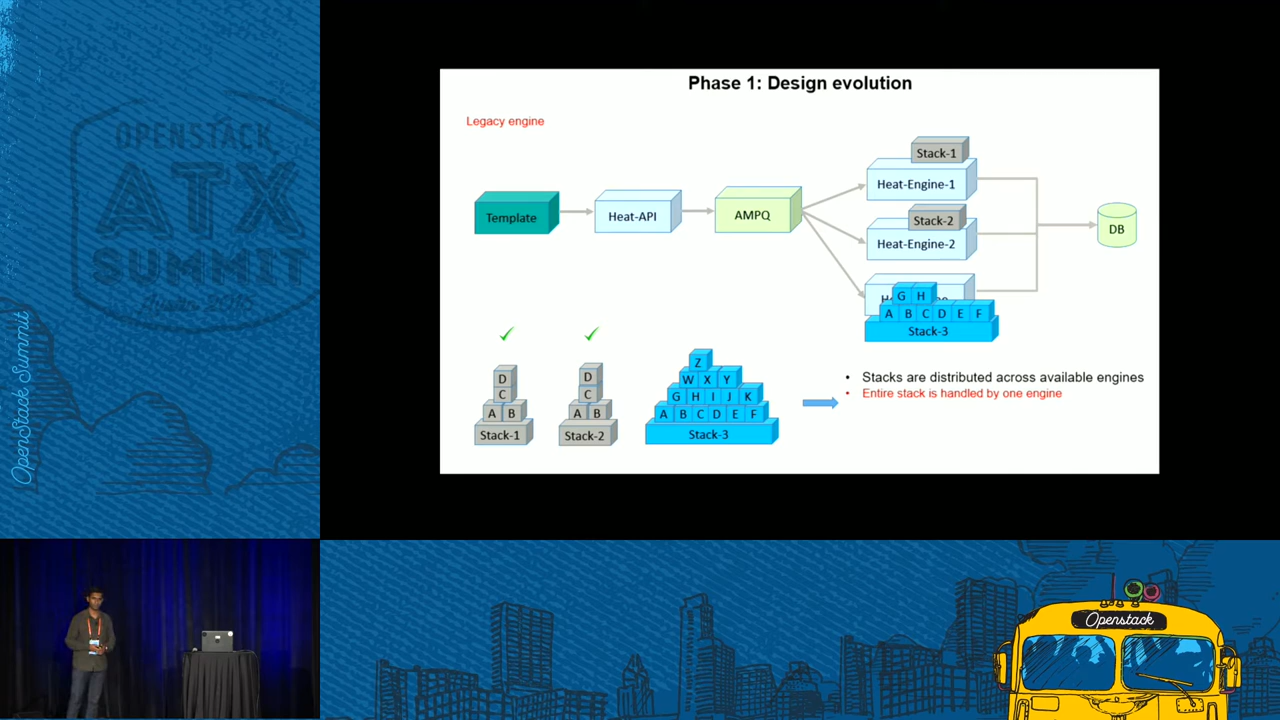 OPENSTACK
ATX
SUMMIT
Austin
OpenStack Summit
Phase 1: Design evolution
Legacy engine
Template
Heat-API
AMPQ
Stack-1
Heat-Engine-1
Stack-2
Heat-Engine-2
DB
G H
A B C D E F
Stack-3
D
C
A B
Stack-1
D
C
A B
Stack-2
Z
W X Y
G H I J K
A B C D E F
Stack-3
• Stacks are distributed across available engines
• Entire stack is handled by one engine
Openstack